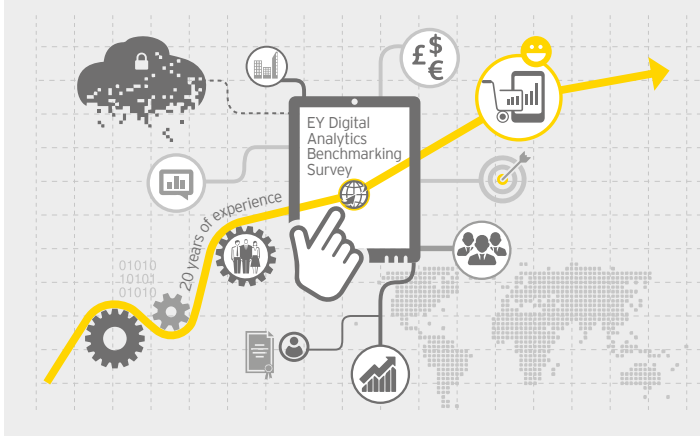 £$
€
EY Digital
Analytics
Benchmarking
Survey
20 years of experience
01010
10101
01010